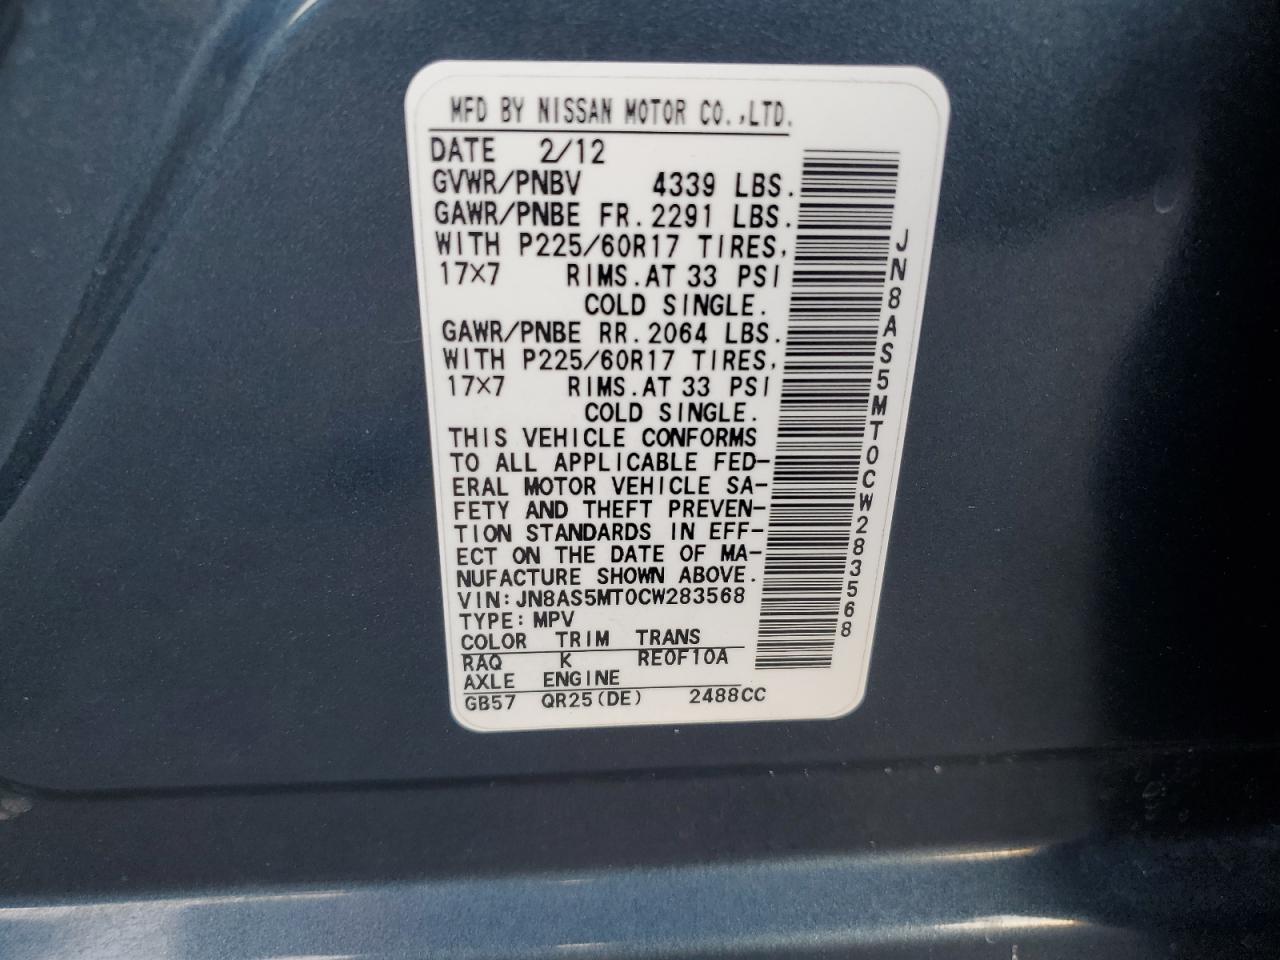 MFD BY NISSAN MOTOR CO.,LTD.
DATE 2/12
GVWR/PNBV 4339 LBS.
GAWR/PNBE FR.2291 LBS.
WITH P225/60R17 TIRES,
17×7 RIMS.AT 33 PSI
COLD SINGLE.
GAWR/PNBE RR.2064 LBS.
WITH P225/60R17 TIRES,
17×7 RIMS.AT 33 PSI
COLD SINGLE.
THIS VEHICLE CONFORMS
TO ALL APPLICABLE FED-
ERAL MOTOR VEHICLE SA-
FETY AND THEFT PREVEN-
TION STANDARDS IN EFF-
ECT ON THE DATE OF MA-
NUFACTURE SHOWN ABOVE.
VIN:JN8AS5MT0CW283568
TYPE:MPV
COLOR TRIM TRANS
RAQ K RE0F10A
AXLE ENGINE
GB57 QR25(DE) 2488CC
JN8AS5MT0CW283568